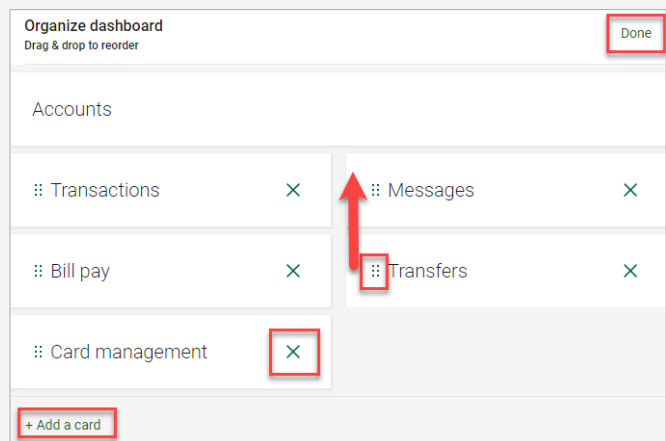 Organize dashboard
Done
Drag & drop to reorder
Accounts
Transactions
Messages
Bill pay
Transfers
Card management
+ Add a card